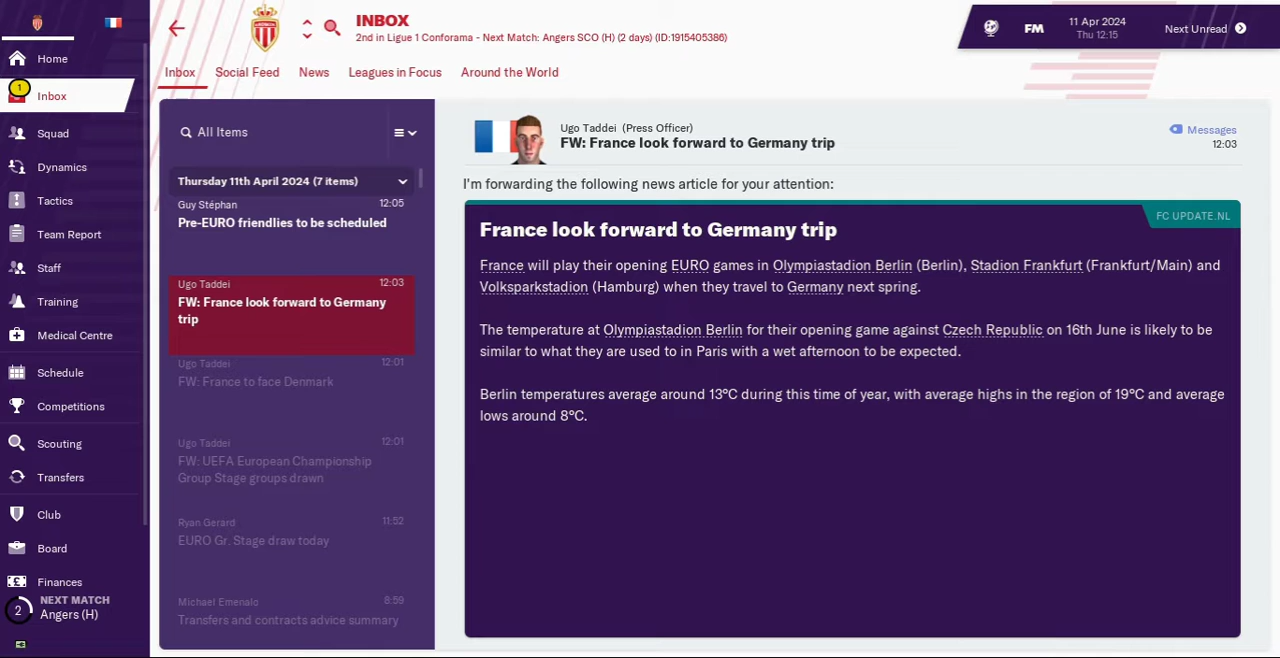 INBOX
2nd in Ligue 1 Conforama - Next Match: Angers SCO (H) (2 days) (ID:1915405386)
FM
11 Apr 2024
Thu 12:15
Next Unread
Home
1
Inbox
Squad
Dynamics
Tactics
Team Report
Staff
Training
Medical Centre
Schedule
Competitions
Scouting
Transfers
Club
Board
Finances
2
NEXT MATCH
Angers (H)
Inbox Social Feed News Leagues in Focus Around the World
All Items
Thursday 11th April 2024 (7 items)
Guy Stéphan 12:05
Pre-EURO friendlies to be scheduled
Ugo Taddei 12:03
FW: France look forward to Germany
trip
Ugo Taddei 12:01
FW: France to face Denmark
Ugo Taddei 12:01
FW: UEFA European Championship
Group Stage groups drawn
Ryan Gerard 11:52
EURO Gr. Stage draw today
Michael Emenalo 8:59
Transfers and contracts advice summary
Ugo Taddei (Press Officer)
FW: France look forward to Germany trip
Messages
12:03
I'm forwarding the following news article for your attention:
FC UPDATE.NL
France look forward to Germany trip
France will play their opening EURO games in Olympiastadion Berlin (Berlin), Stadion Frankfurt (Frankfurt/Main) and
Volksparkstadion (Hamburg) when they travel to Germany next spring.
The temperature at Olympiastadion Berlin for their opening game against Czech Republic on 16th June is likely to be
similar to what they are used to in Paris with a wet afternoon to be expected.
Berlin temperatures average around 13ºC during this time of year, with average highs in the region of 19ºC and average
lows around 8ºC.